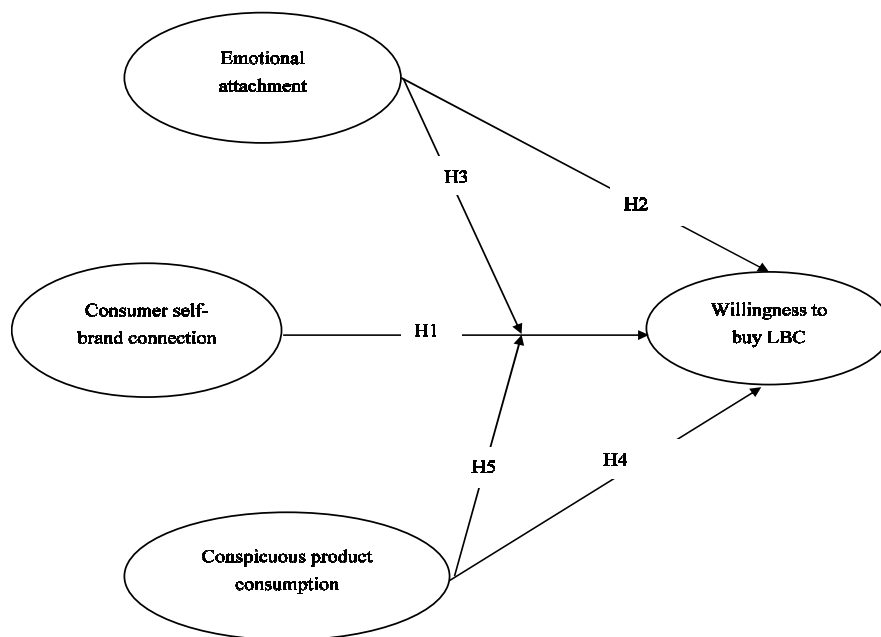 Emotional
attachment
H3
H2
Consumer self-
brand connection
H1
Willingness to
buy LBC
H5
H4
Conspicuous product
consumption